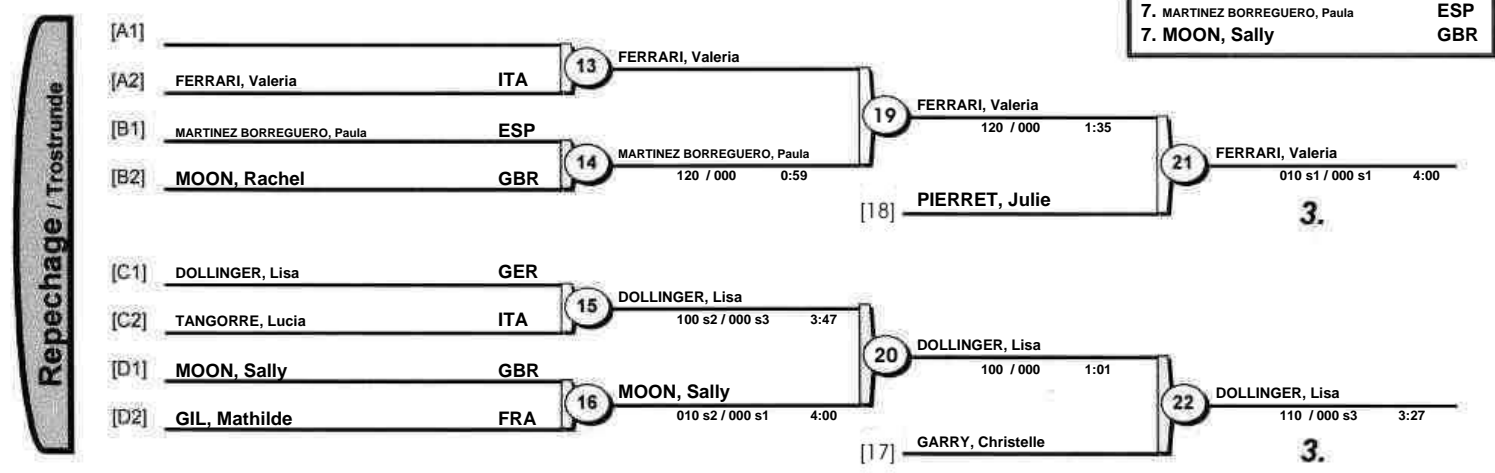 7. MARTINEZ BORREGUERO, Paula ESP
7. MOON, Sally GBR
Repechage / Trostrunde
[A1]
[A2] FERRARI, Valeria ITA
13
FERRARI, Valeria
[B1] MARTINEZ BORREGUERO, Paula ESP
[B2] MOON, Rachel GBR
14
MARTINEZ BORREGUERO, Paula
120 / 000 0:59
19
FERRARI, Valeria
120 / 000 1:35
[18] PIERRET, Julie
21
FERRARI, Valeria
010 s1 / 000 s1 4:00
3.
[C1] DOLLINGER, Lisa GER
[C2] TANGORRE, Lucia ITA
15
DOLLINGER, Lisa
100 s2 / 000 s3 3:47
[D1] MOON, Sally GBR
[D2] GIL, Mathilde FRA
16
MOON, Sally
010 s2 / 000 s1 4:00
20
DOLLINGER, Lisa
100 / 000 1:01
[17] GARRY, Christelle
22
DOLLINGER, Lisa
110 / 000 s3 3:27
3.